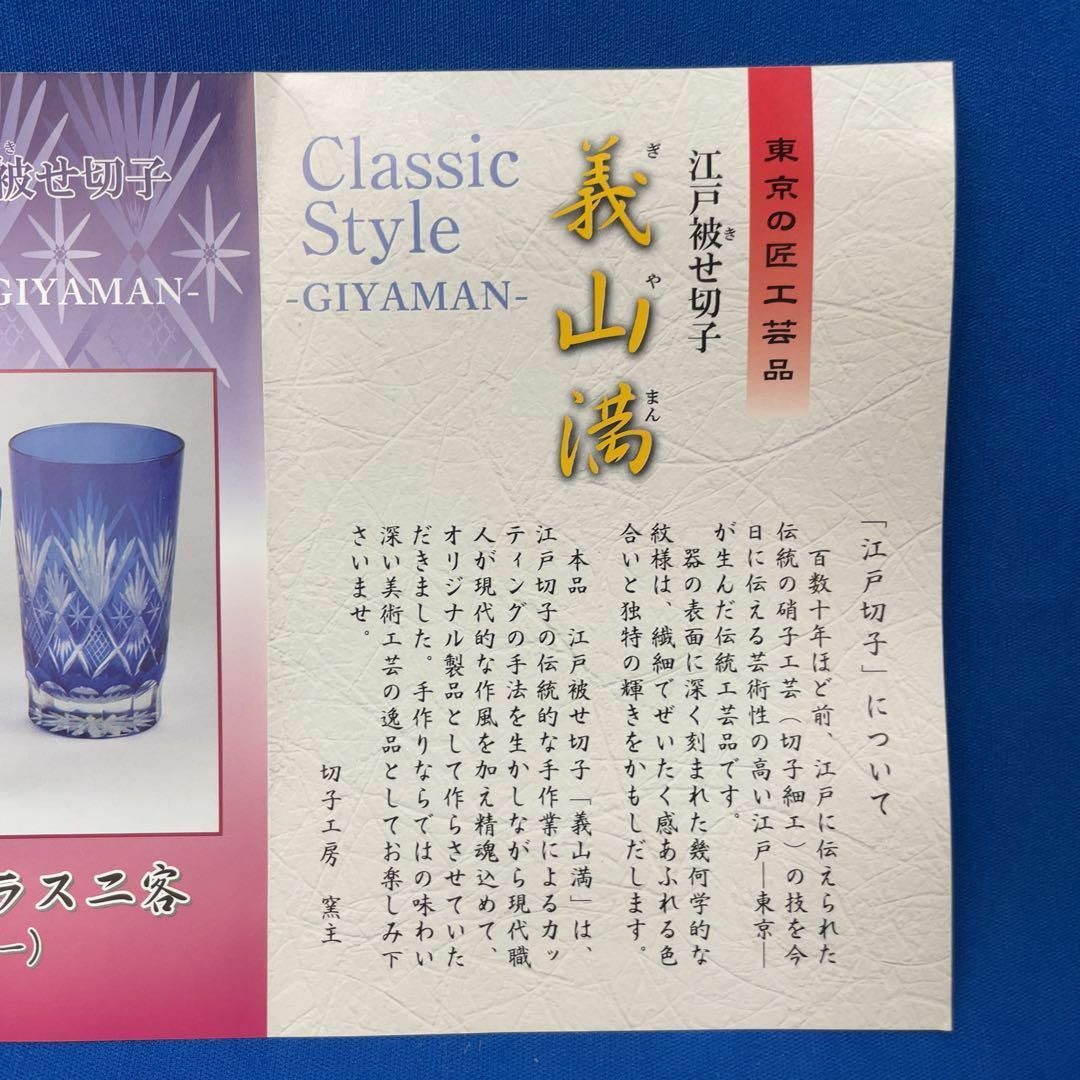 東京の匠工芸品
江戸被せ切子
き
義山満
ぎやまん
Classic
Style
-GIYAMAN-
「江戸切子」について
百数十年ほど前、江戸に伝えられた
伝統の硝子工芸（切子細工）の技を今
日に伝える芸術性の高い江戸―東京―
が生んだ伝統工芸品です。
器の表面に深く刻まれた幾何学的な
紋様は、繊細でぜいたく感あふれる色
合いと独特の輝きをかもしだします。
本品 江戸被せ切子「義山満」は、
江戸切子の伝統的な手作業によるカッ
ティングの手法を生かしながら現代職
人が現代的な作風を加え精魂込めて、
オリジナル製品として作らさせていた
だきました。手作りならではの味わい
深い美術工芸の逸品としてお楽しみ下
さいませ。
切子工房 窯主
被せ切子
き
GIYAMAN-
ラス二客
ー）